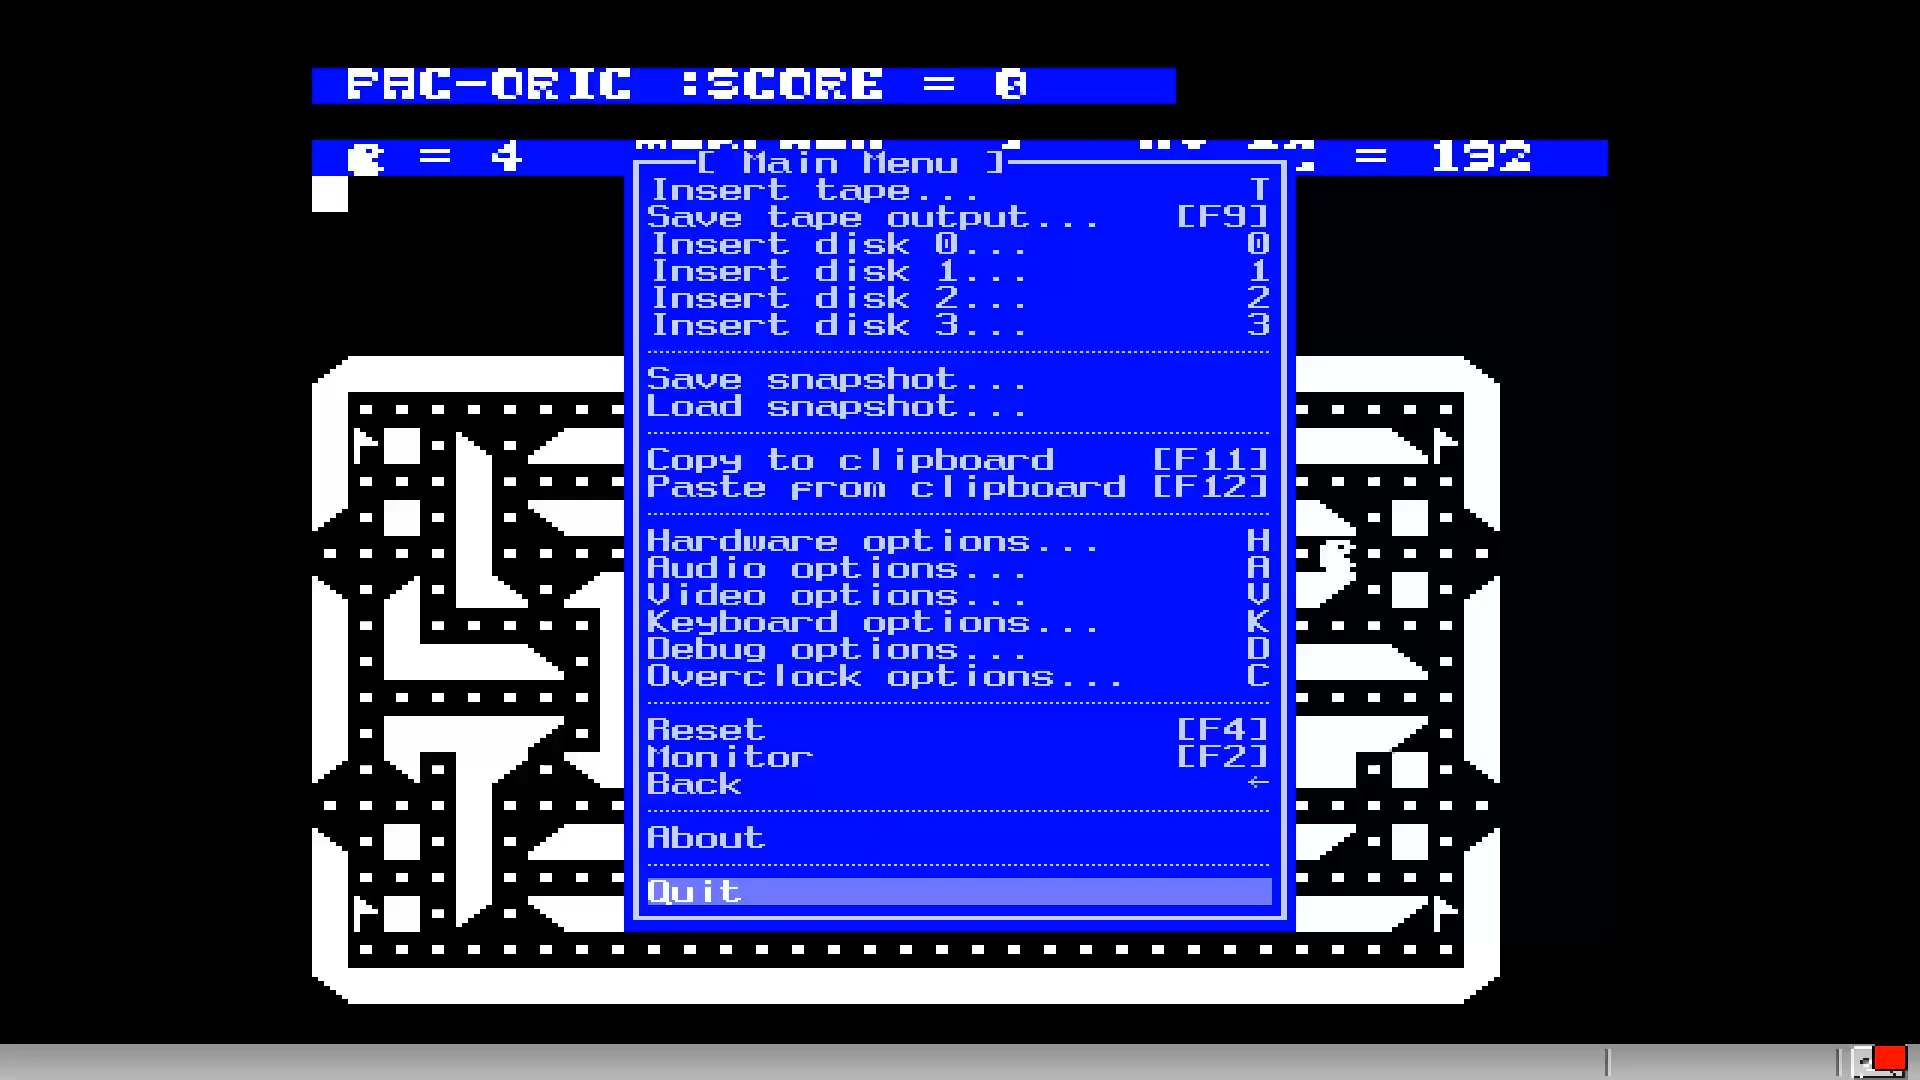 PAC-ORIC :SCORE = 0
= 4 = 192
[ Main Menu ]
Insert tape... T
Save tape output... [F9]
Insert disk 0... 0
Insert disk 1... 1
Insert disk 2... 2
Insert disk 3... 3
Save snapshot...
Load snapshot...
Copy to clipboard [F11]
Paste from clipboard [F12]
Hardware options... H
Audio options... A
Video options... V
Keyboard options... K
Debug options... D
Overclock options... C
Reset [F4]
Monitor [F2]
Back ←
About
Quit